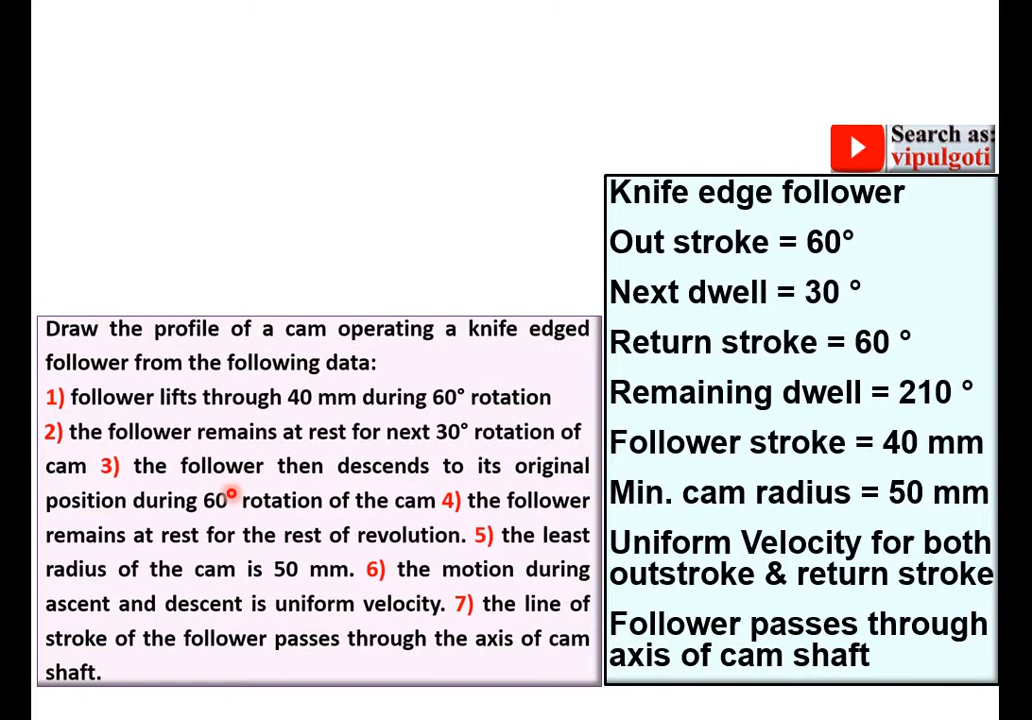 Search as:
vipulgoti
Knife edge follower
Out stroke = 60°
Next dwell = 30 °
Return stroke = 60 °
Remaining dwell = 210 °
Follower stroke = 40 mm
Min. cam radius = 50 mm
Uniform Velocity for both
outstroke & return stroke
Follower passes through
axis of cam shaft
Draw the profile of a cam operating a knife edged
follower from the following data:
1) follower lifts through 40 mm during 60° rotation
2) the follower remains at rest for next 30° rotation of
cam 3) the follower then descends to its original
position during 60° rotation of the cam 4) the follower
remains at rest for the rest of revolution. 5) the least
radius of the cam is 50 mm. 6) the motion during
ascent and descent is uniform velocity. 7) the line of
stroke of the follower passes through the axis of cam
shaft.